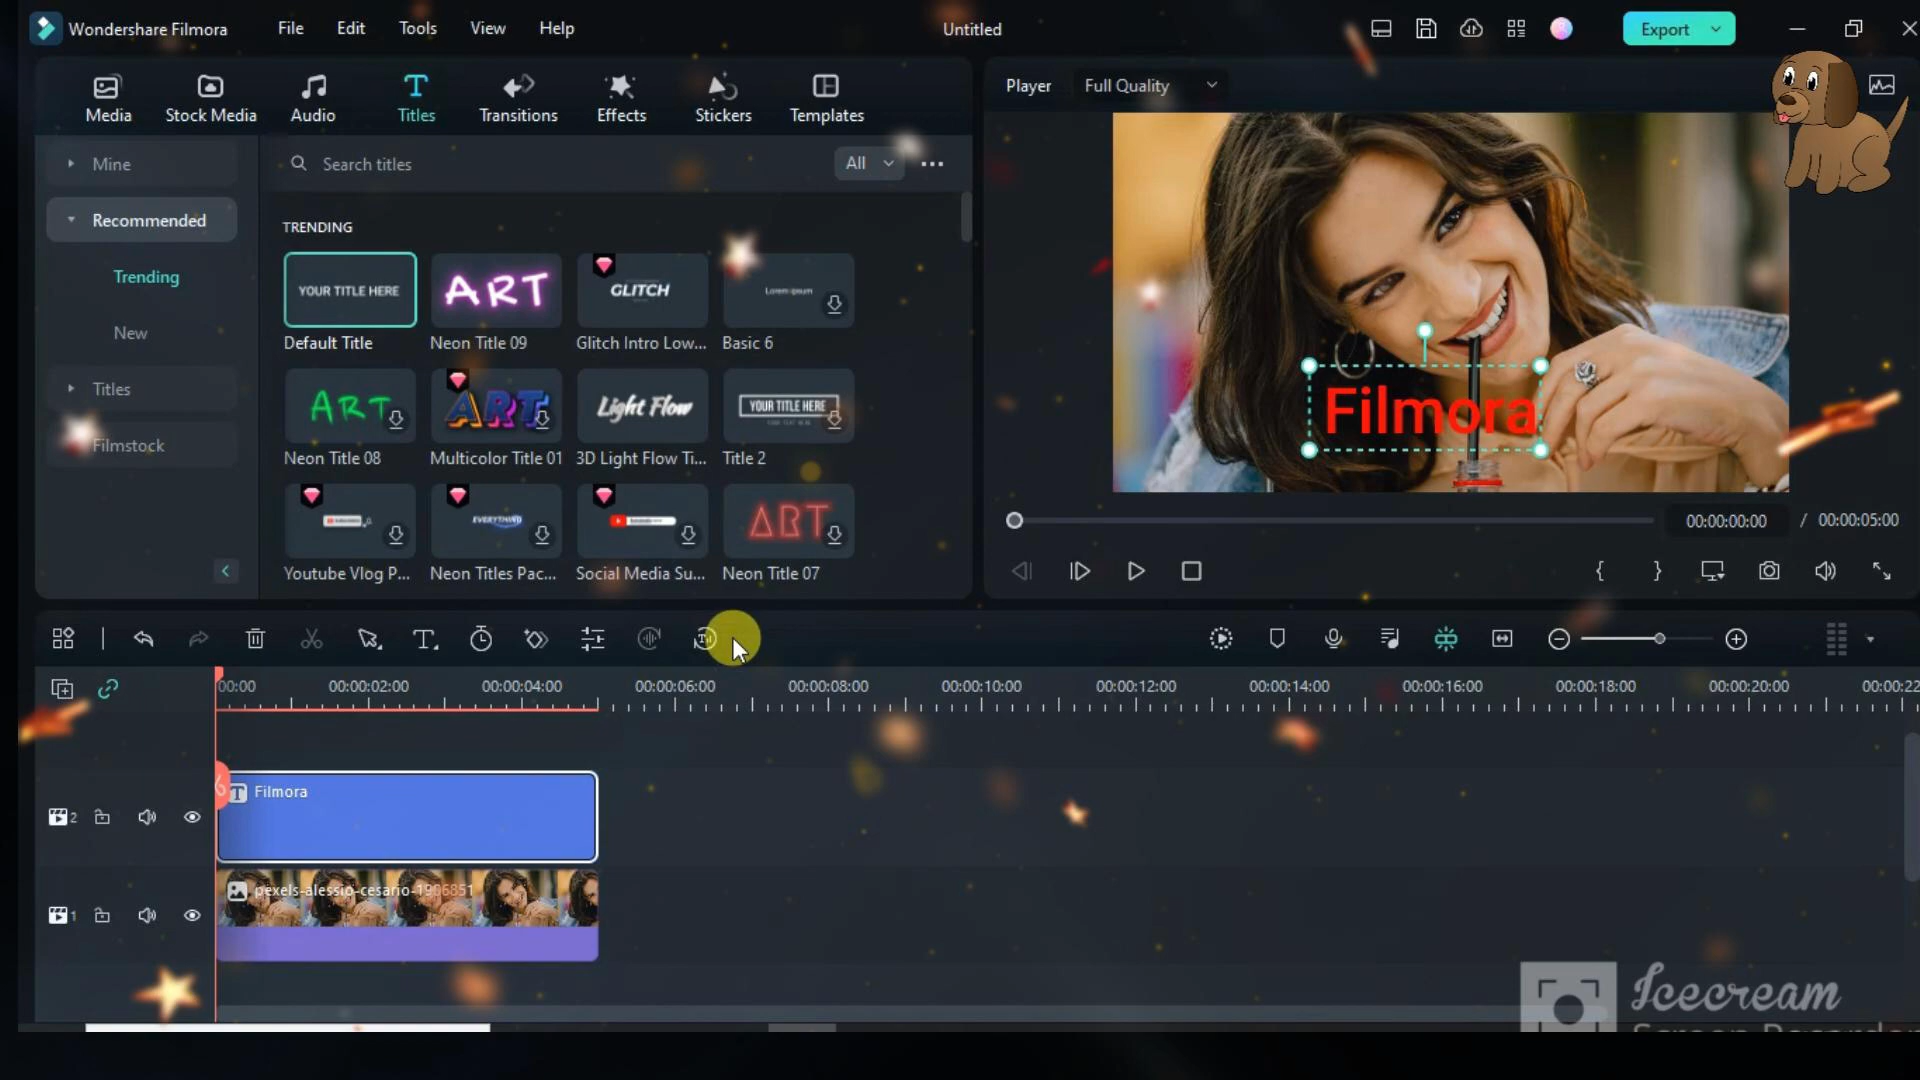 Wondershare Filmora
File
Edit
Tools
View
Help
Untitled
Export
Media
Stock Media
Audio
Titles
Transitions
Effects
Stickers
Templates
Player
Full Quality
Mine
Recommended
Trending
New
Titles
Filmstock
Search titles
All
TRENDING
YOUR TITLE HERE
ART
GLITCH
Lorem ipsum
Default Title
Neon Title 09
Glitch Intro Low...
Basic 6
ART
ART
Light Flow
YOUR TITLE HERE
Neon Title 08
Multicolor Title 01
3D Light Flow Ti...
Title 2
EVERYTHING
ART
Youtube Vlog P...
Neon Titles Pac...
Social Media Su...
Neon Title 07
Filmora
00:00:00:00 / 00:00:05:00
00:00
00:00:02:00
00:00:04:00
00:00:06:00
00:00:08:00
00:00:10:00
00:00:12:00
00:00:14:00
00:00:16:00
00:00:18:00
00:00:20:00
00:00:22
Filmora
2
pexels-alessio-cesario-1906851
1
Icecream
Screen Recorder